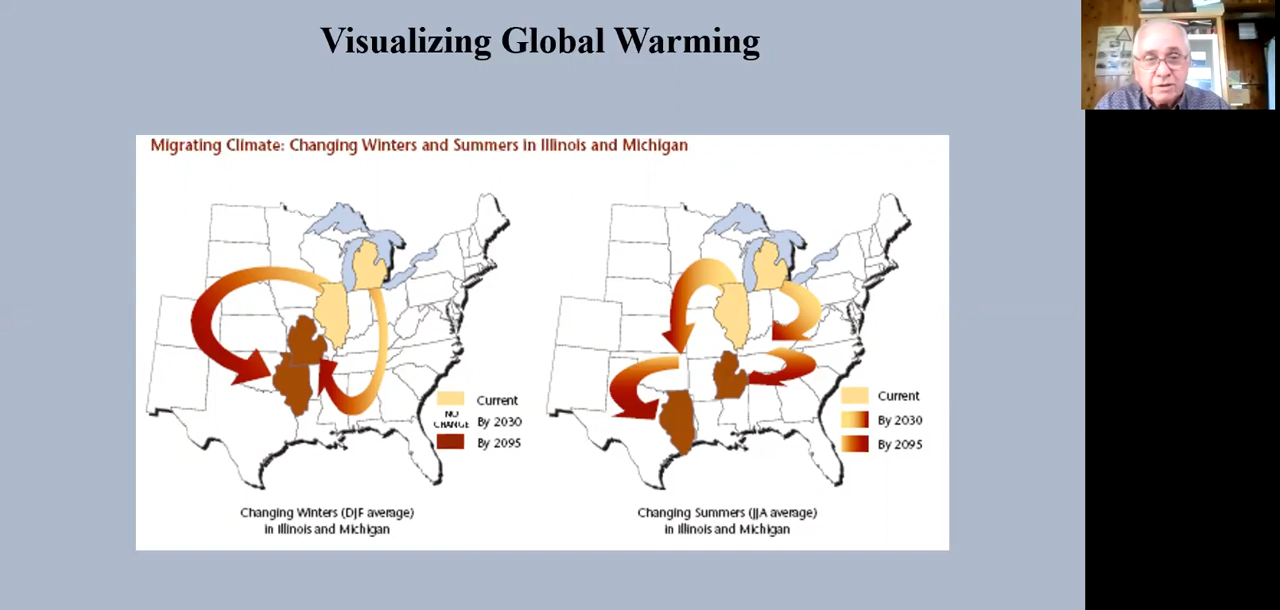 Visualizing Global Warming
Migrating Climate: Changing Winters and Summers in Illinois and Michigan
Current
NO
CHANGE
By 2030
By 2095
Changing Winters (DJF average)
in Illinois and Michigan
Current
By 2030
By 2095
Changing Summers (JJA average)
in Illinois and Michigan